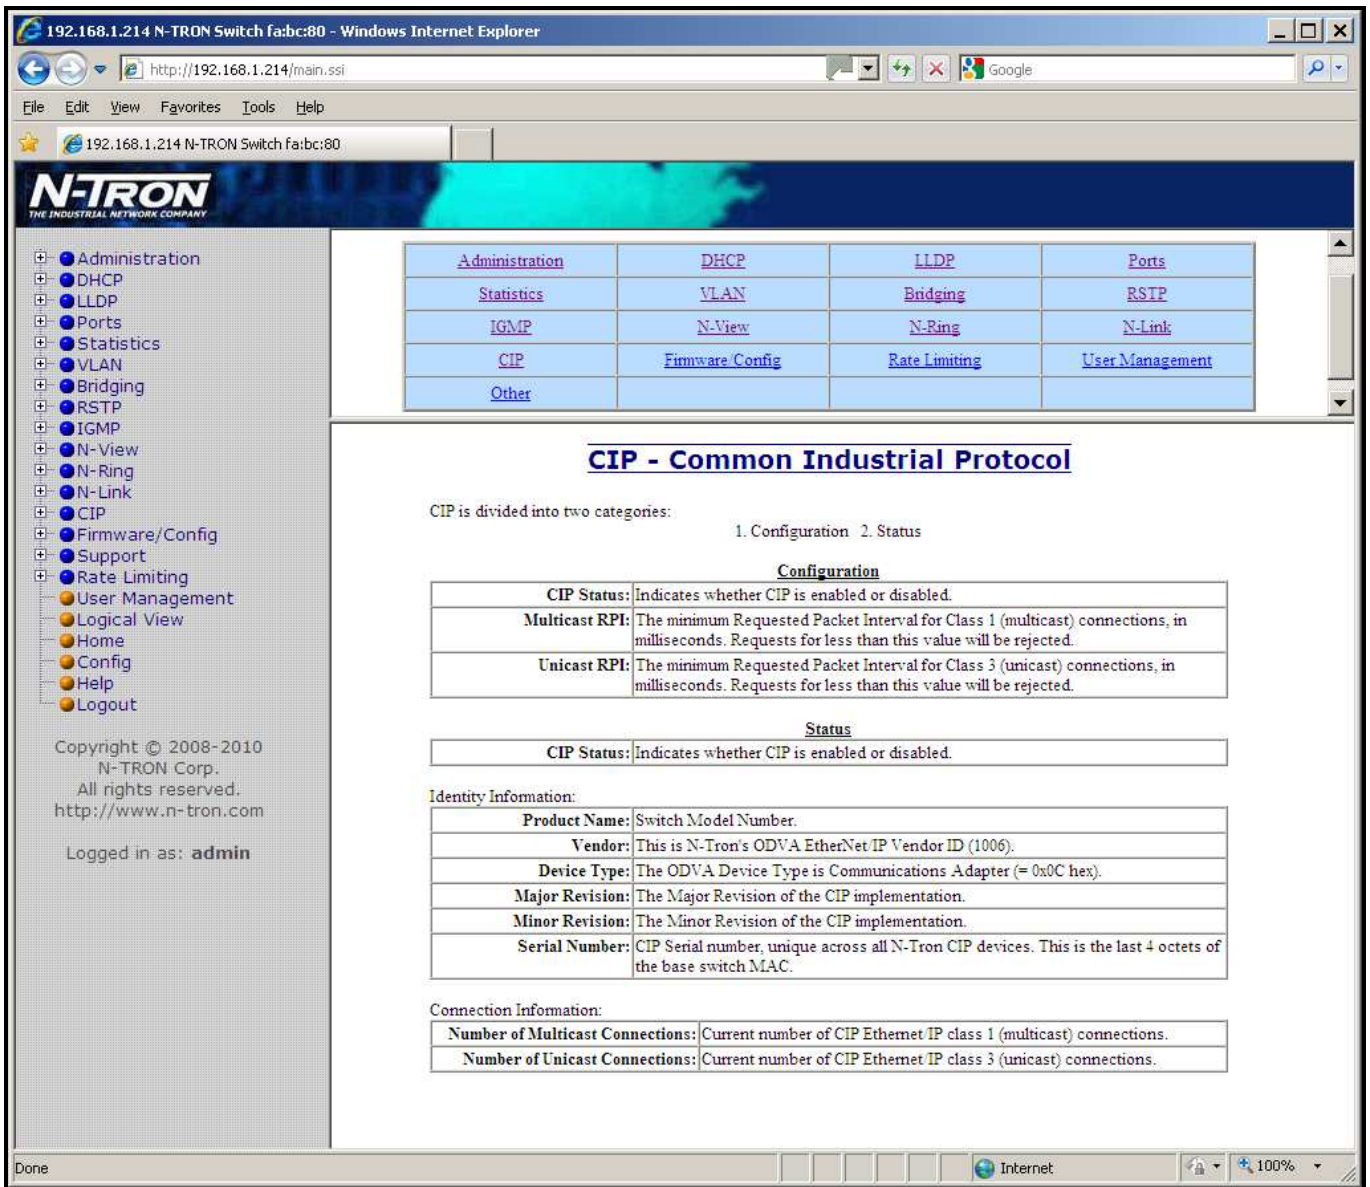 192.168.1.214 N-TRON Switch fa:bc:80 - Windows Internet Explorer
http://192.168.1.214/main.ssi
Google
File Edit View Favorites Tools Help
192.168.1.214 N-TRON Switch fa:bc:80
N-TRON
THE INDUSTRIAL NETWORK COMPANY
Administration
DHCP
LLDP
Ports
Statistics
VLAN
Bridging
RSTP
IGMP
N-View
N-Ring
N-Link
CIP
Firmware/Config
Support
Rate Limiting
User Management
Logical View
Home
Config
Help
Logout
Copyright © 2008-2010
N-TRON Corp.
All rights reserved.
http://www.n-tron.com
Logged in as: admin
Administration DHCP LLDP Ports
Statistics VLAN Bridging RSTP
IGMP N-View N-Ring N-Link
CIP Firmware/Config Rate Limiting User Management
Other
CIP - Common Industrial Protocol
CIP is divided into two categories:
1. Configuration 2. Status
Configuration
CIP Status: Indicates whether CIP is enabled or disabled.
Multicast RPI: The minimum Requested Packet Interval for Class 1 (multicast) connections, in
milliseconds. Requests for less than this value will be rejected.
Unicast RPI: The minimum Requested Packet Interval for Class 3 (unicast) connections, in
milliseconds. Requests for less than this value will be rejected.
Status
CIP Status: Indicates whether CIP is enabled or disabled.
Identity Information:
Product Name: Switch Model Number.
Vendor: This is N-Tron's ODVA EtherNet/IP Vendor ID (1006).
Device Type: The ODVA Device Type is Communications Adapter (= 0x0C hex).
Major Revision: The Major Revision of the CIP implementation.
Minor Revision: The Minor Revision of the CIP implementation.
Serial Number: CIP Serial number, unique across all N-Tron CIP devices. This is the last 4 octets of
the base switch MAC.
Connection Information:
Number of Multicast Connections: Current number of CIP Ethernet/IP class 1 (multicast) connections.
Number of Unicast Connections: Current number of CIP Ethernet/IP class 3 (unicast) connections.
Done Internet 100%